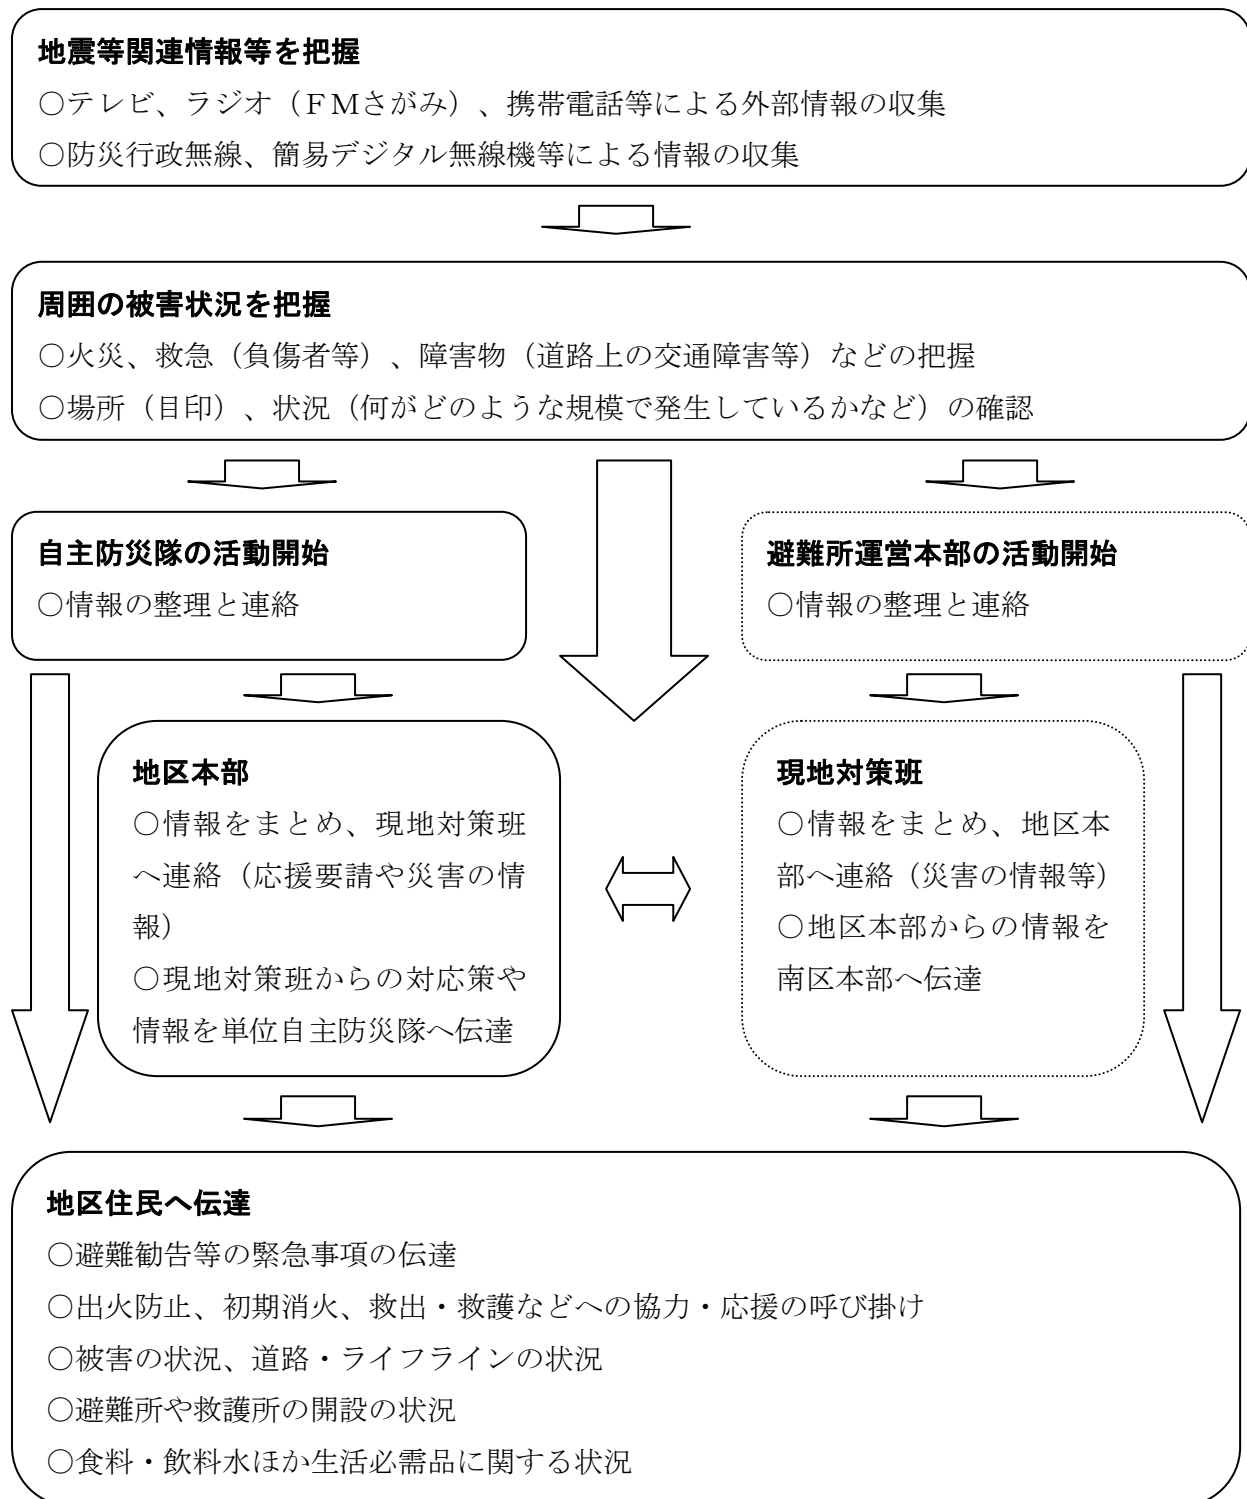 地震等関連情報等を把握
○テレビ、ラジオ（ＦＭさがみ）、携帯電話等による外部情報の収集
○防災行政無線、簡易デジタル無線機等による情報の収集
周囲の被害状況を把握
○火災、救急（負傷者等）、障害物（道路上の交通障害等）などの把握
○場所（目印）、状況（何がどのような規模で発生しているかなど）の確認
自主防災隊の活動開始
○情報の整理と連絡
避難所運営本部の活動開始
○情報の整理と連絡
地区本部
○情報をまとめ、現地対策班
へ連絡（応援要請や災害の情
報）
○現地対策班からの対応策や
情報を単位自主防災隊へ伝達
現地対策班
○情報をまとめ、地区本
部へ連絡（災害の情報等）
○地区本部からの情報を
南区本部へ伝達
地区住民へ伝達
○避難勧告等の緊急事項の伝達
○出火防止、初期消火、救出・救護などへの協力・応援の呼び掛け
○被害の状況、道路・ライフラインの状況
○避難所や救護所の開設の状況
○食料・飲料水ほか生活必需品に関する状況